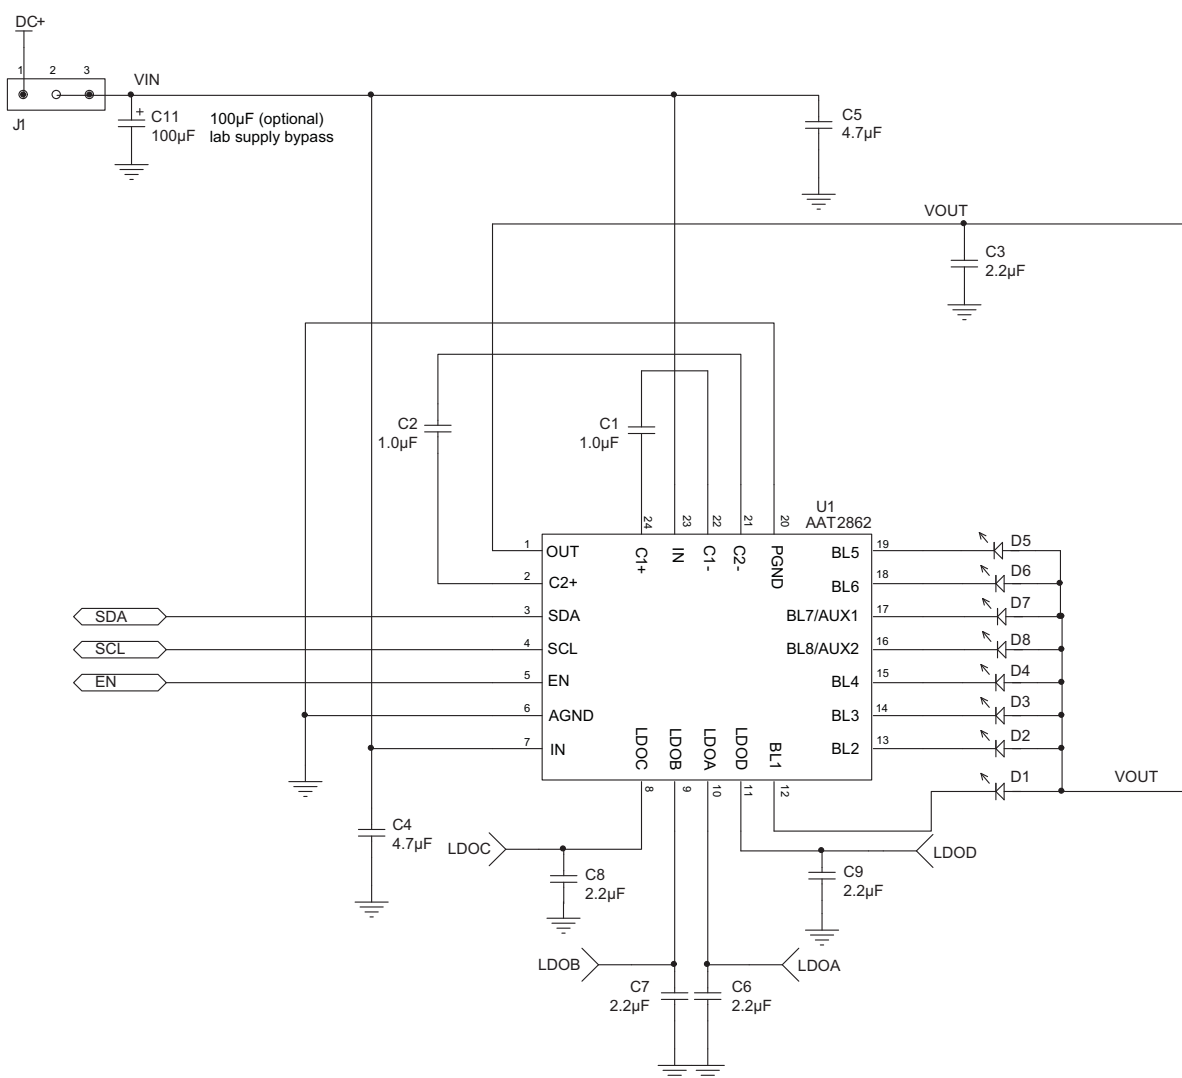 DC+
1 2 3
VIN
J1
+
C11
100µF
100µF (optional)
lab supply bypass
C5
4.7µF
VOUT
C3
2.2µF
C2
1.0µF
C1
1.0µF
U1
AAT2862
24 23 22 21 20
C1+ IN C1- C2- PGND
1 OUT
2 C2+
SDA 3 SDA
SCL 4 SCL
EN 5 EN
6 AGND
7 IN
BL5 19 D5
BL6 18 D6
BL7/AUX1 17 D7
BL8/AUX2 16 D8
BL4 15 D4
BL3 14 D3
BL2 13 D2
LDOC LDOB LDOA LDOD BL1
8 9 10 11 12
D1
VOUT
C4
4.7µF
LDOC
C8
2.2µF
LDOD
C9
2.2µF
LDOB
LDOA
C7
2.2µF
C6
2.2µF